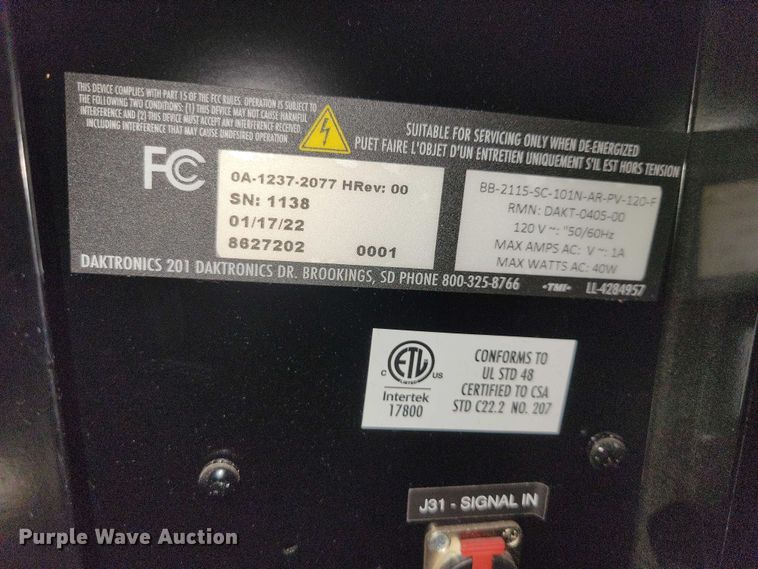 THIS DEVICE COMPLIES WITH PART 15 OF THE FCC RULES. OPERATION IS SUBJECT TO
THE FOLLOWING TWO CONDITIONS: (1) THIS DEVICE MAY NOT CAUSE HARMFUL
INTERFERENCE AND (2) THIS DEVICE MUST ACCEPT ANY INTERFERENCE RECEIVED
INCLUDING INTERFERENCE THAT MAY CAUSE UNDESIRED OPERATION
SUITABLE FOR SERVICING ONLY WHEN DE-ENERGIZED
PUET FAIRE L'OBJET D'UN ENTRETIEN UNIQUEMENT S'IL EST HORS TENSION
FC
0A-1237-2077 HRev: 00
SN: 1138
01/17/22
8627202 0001
BB-2115-SC-101N-AR-PV-120-F
RMN: DAKT-0405-00
120 V ~: "50/60Hz
MAX AMPS AC: V ~: 1A
MAX WATTS AC: 40W
DAKTRONICS 201 DAKTRONICS DR. BROOKINGS, SD PHONE 800-325-8766 -TMI- LL-4284957
C ETL US
Intertek
17800
CONFORMS TO
UL STD 48
CERTIFIED TO CSA
STD C22.2 NO. 207
J31 - SIGNAL IN
Purple Wave Auction